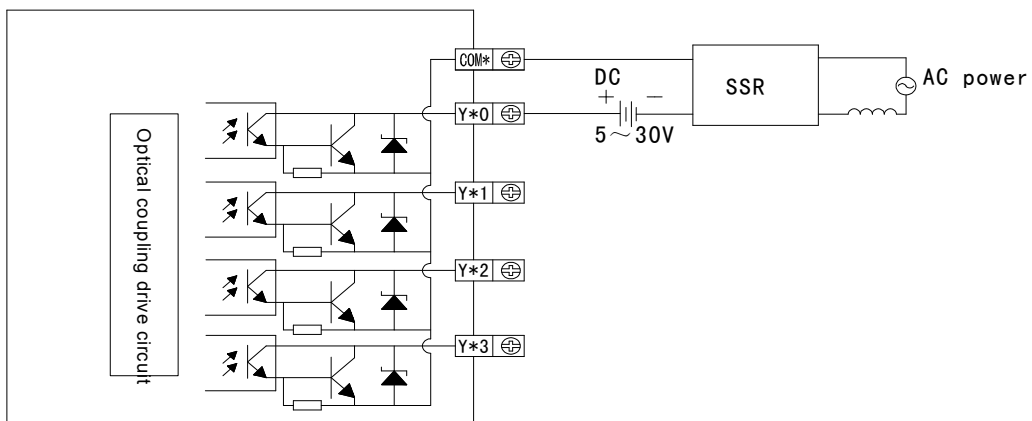 COM*
DC
+ −
SSR
AC power
Y*0
5～30V
Optical coupling drive circuit
Y*1
Y*2
Y*3